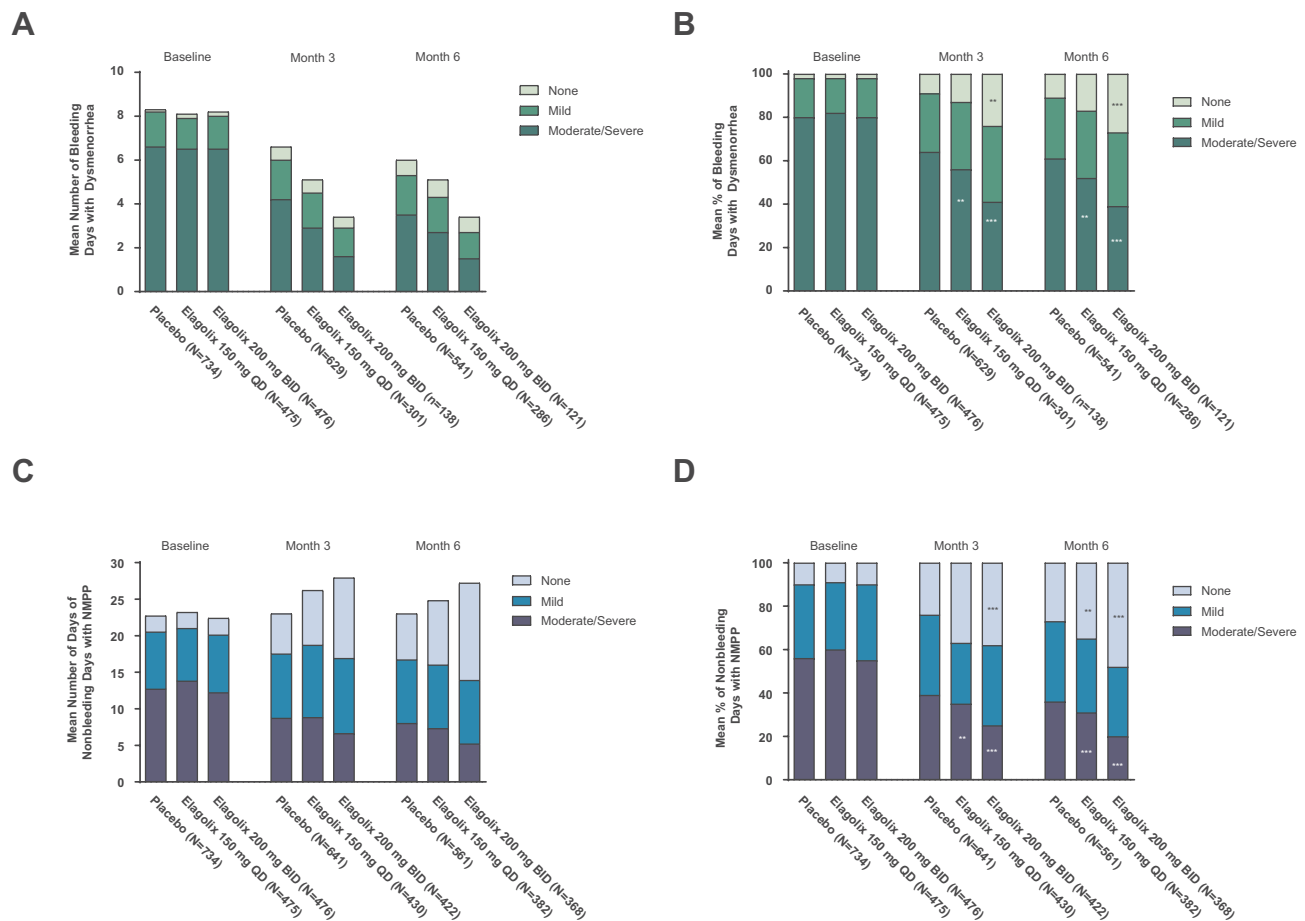 A
Baseline
Month 3
Month 6
Mean Number of Bleeding
Days with Dysmenorrhea
10
8
6
4
2
0
None
Mild
Moderate/Severe
Placebo (N=734)
Elagolix 150 mg QD (N=475)
Elagolix 200 mg BID (N=476)
Placebo (N=629)
Elagolix 150 mg QD (N=301)
Elagolix 200 mg BID (n=138)
Placebo (N=541)
Elagolix 150 mg QD (N=286)
Elagolix 200 mg BID (N=121)
B
Baseline
Month 3
Month 6
Mean % of Bleeding
Days with Dysmenorrhea
100
80
60
40
20
0
**
**
***
***
**
***
None
Mild
Moderate/Severe
Placebo (N=734)
Elagolix 150 mg QD (N=475)
Elagolix 200 mg BID (N=476)
Placebo (N=629)
Elagolix 150 mg QD (N=301)
Elagolix 200 mg BID (n=138)
Placebo (N=541)
Elagolix 150 mg QD (N=286)
Elagolix 200 mg BID (N=121)
C
Baseline
Month 3
Month 6
Mean Number of Days of
Nonbleeding Days with NMPP
30
25
20
15
10
5
0
None
Mild
Moderate/Severe
Placebo (N=734)
Elagolix 150 mg QD (N=475)
Elagolix 200 mg BID (N=476)
Placebo (N=641)
Elagolix 150 mg QD (N=430)
Elagolix 200 mg BID (N=422)
Placebo (N=561)
Elagolix 150 mg QD (N=382)
Elagolix 200 mg BID (N=368)
D
Baseline
Month 3
Month 6
Mean % of Nonbleeding
Days with NMPP
100
80
60
40
20
0
**
***
***
**
***
***
***
None
Mild
Moderate/Severe
Placebo (N=734)
Elagolix 150 mg QD (N=475)
Elagolix 200 mg BID (N=476)
Placebo (N=641)
Elagolix 150 mg QD (N=430)
Elagolix 200 mg BID (N=422)
Placebo (N=561)
Elagolix 150 mg QD (N=382)
Elagolix 200 mg BID (N=368)